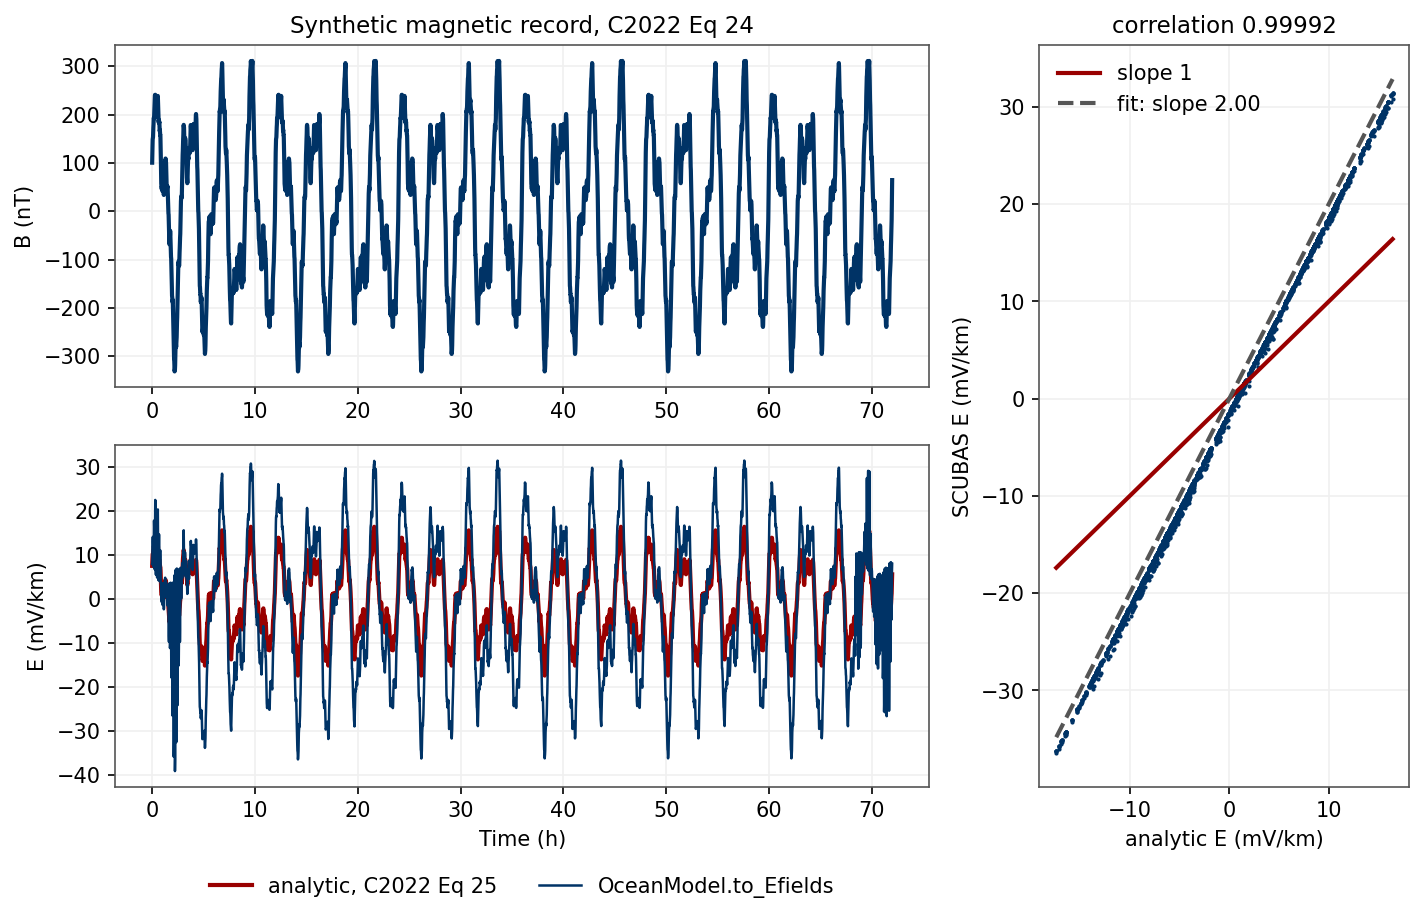 Synthetic magnetic record, C2022 Eq 24
B (nT)
300
200
100
0
−100
−200
−300
0 10 20 30 40 50 60 70
E (mV/km)
30
20
10
0
−10
−20
−30
−40
0 10 20 30 40 50 60 70
Time (h)
analytic, C2022 Eq 25
OceanModel.to_Efields
correlation 0.99992
slope 1
fit: slope 2.00
SCUBAS E (mV/km)
30
20
10
0
−10
−20
−30
−10 0 10
analytic E (mV/km)